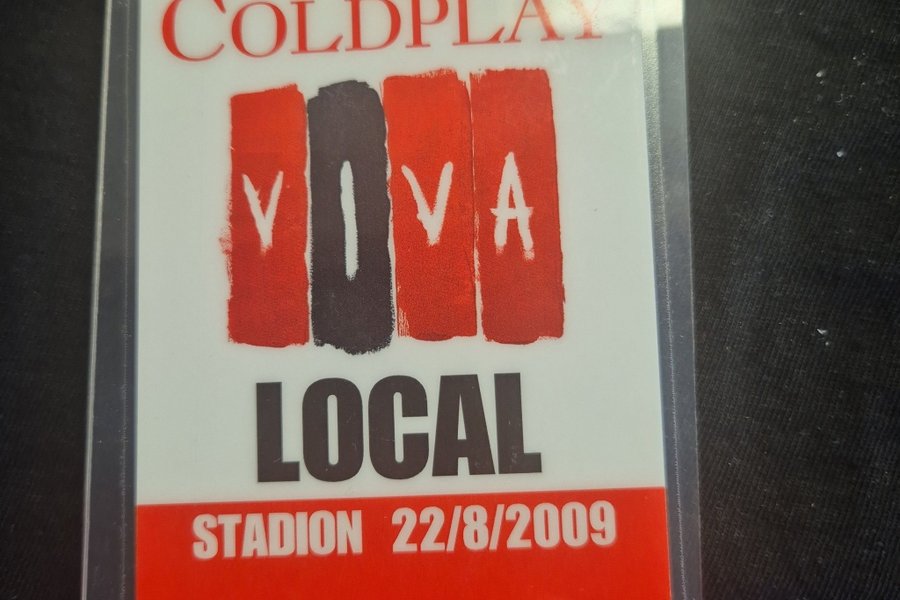 COLDPLAY
VIVA
LOCAL
STADION 22/8/2009